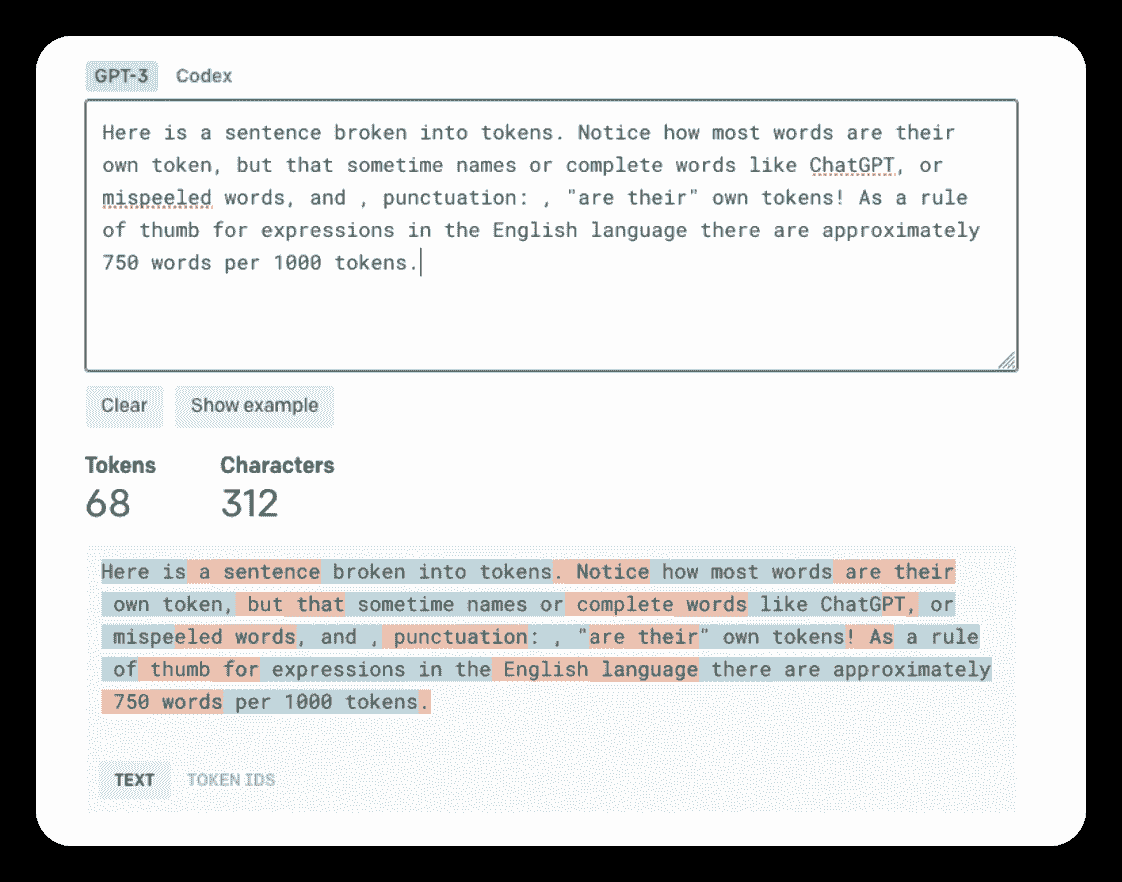 GPT-3 Codex
Here is a sentence broken into tokens. Notice how most words are their
own token, but that sometime names or complete words like ChatGPT, or
mispeeled words, and , punctuation: , "are their" own tokens! As a rule
of thumb for expressions in the English language there are approximately
750 words per 1000 tokens.
Clear Show example
Tokens Characters
68 312
Here is a sentence broken into tokens. Notice how most words are their
own token, but that sometime names or complete words like ChatGPT, or
mispeeled words, and , punctuation: , "are their" own tokens! As a rule
of thumb for expressions in the English language there are approximately
750 words per 1000 tokens.
TEXT TOKEN IDS